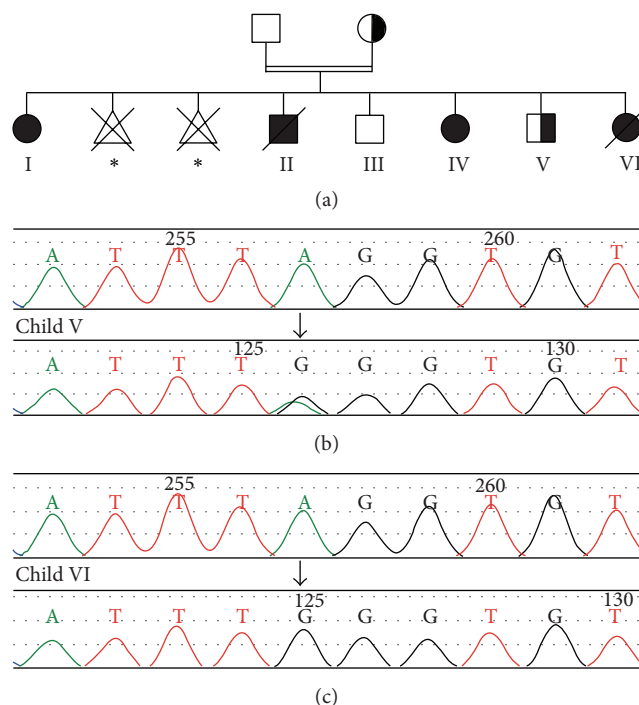 I * * II III IV V VI
(a)
255 260
A T T T A G G T G T
Child V
125 130
A T T T G G G T G T
(b)
255 260
A T T T A G G T G T
Child VI
125 130
A T T T G G G T G T
(c)